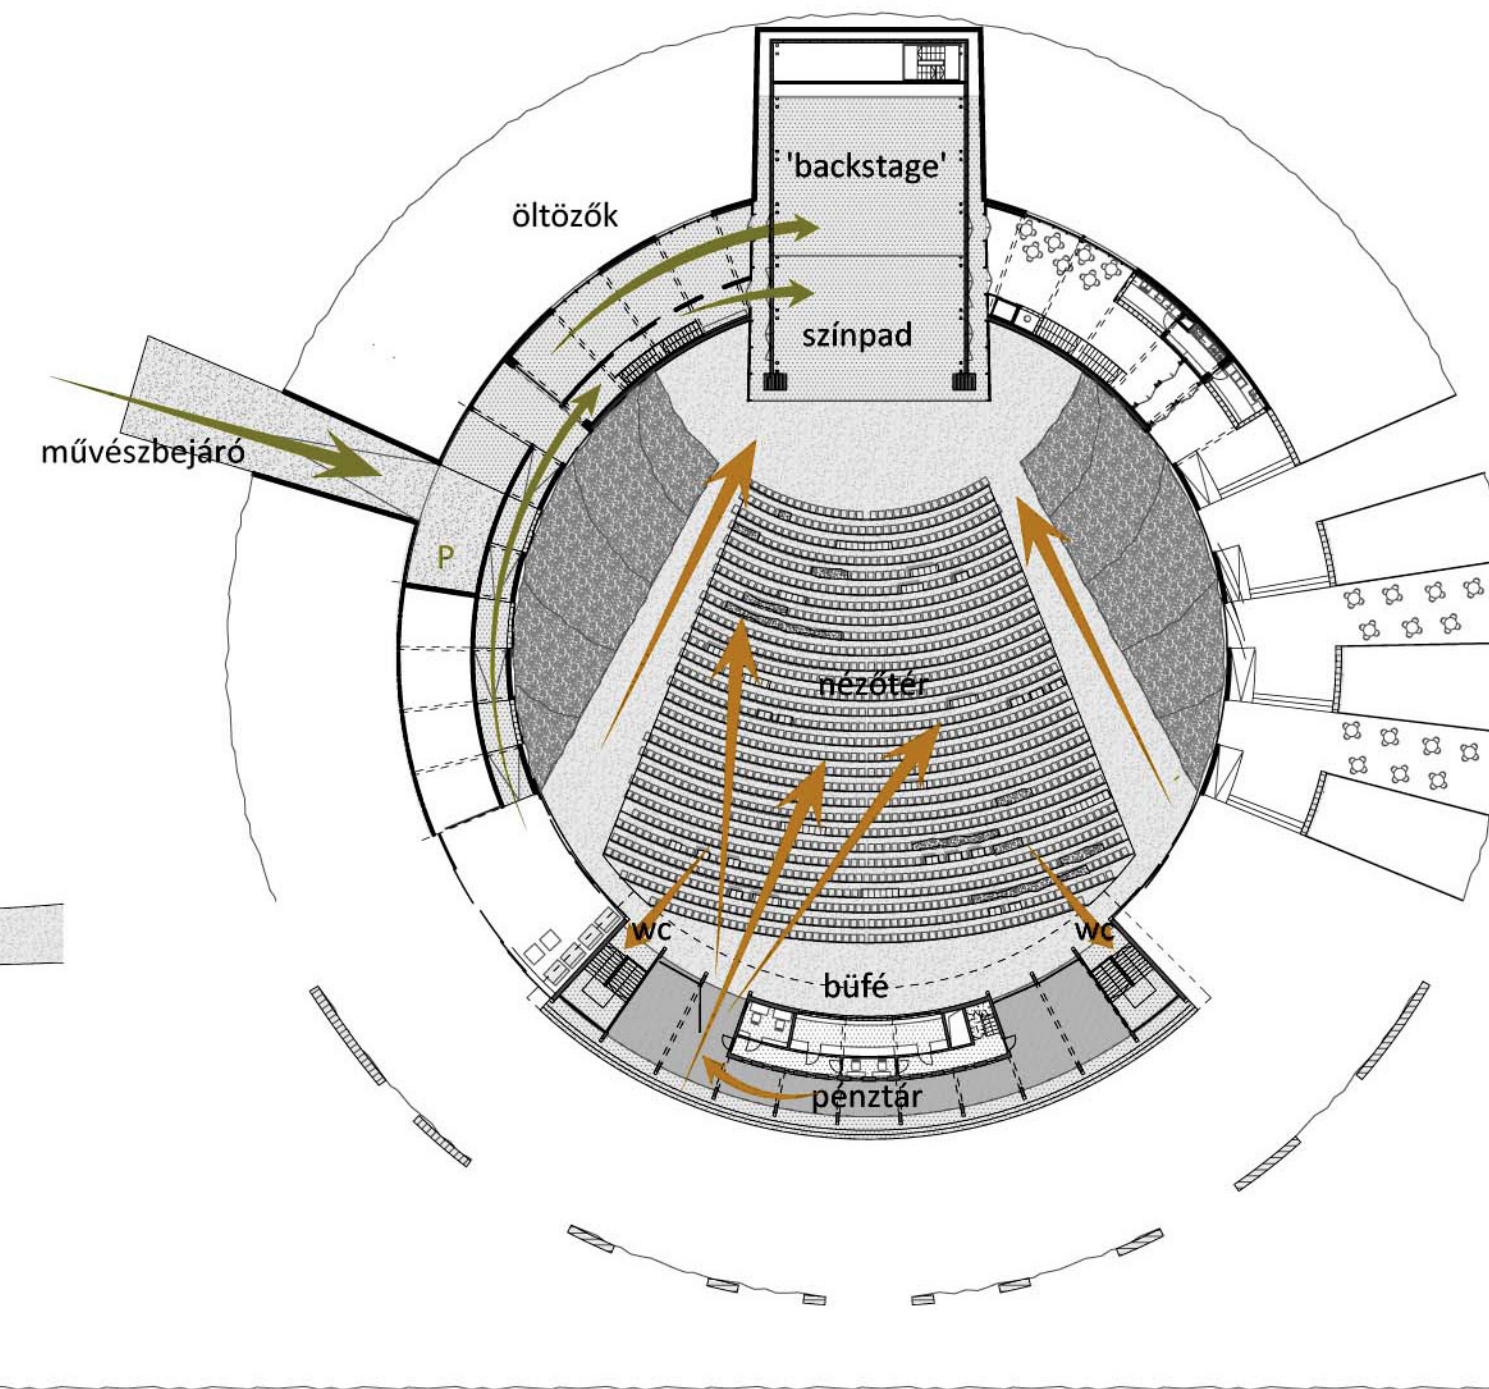 'backstage'
öltözők
színpad
művészbejáró
P
nézőtér
wc
wc
büfé
pénztár